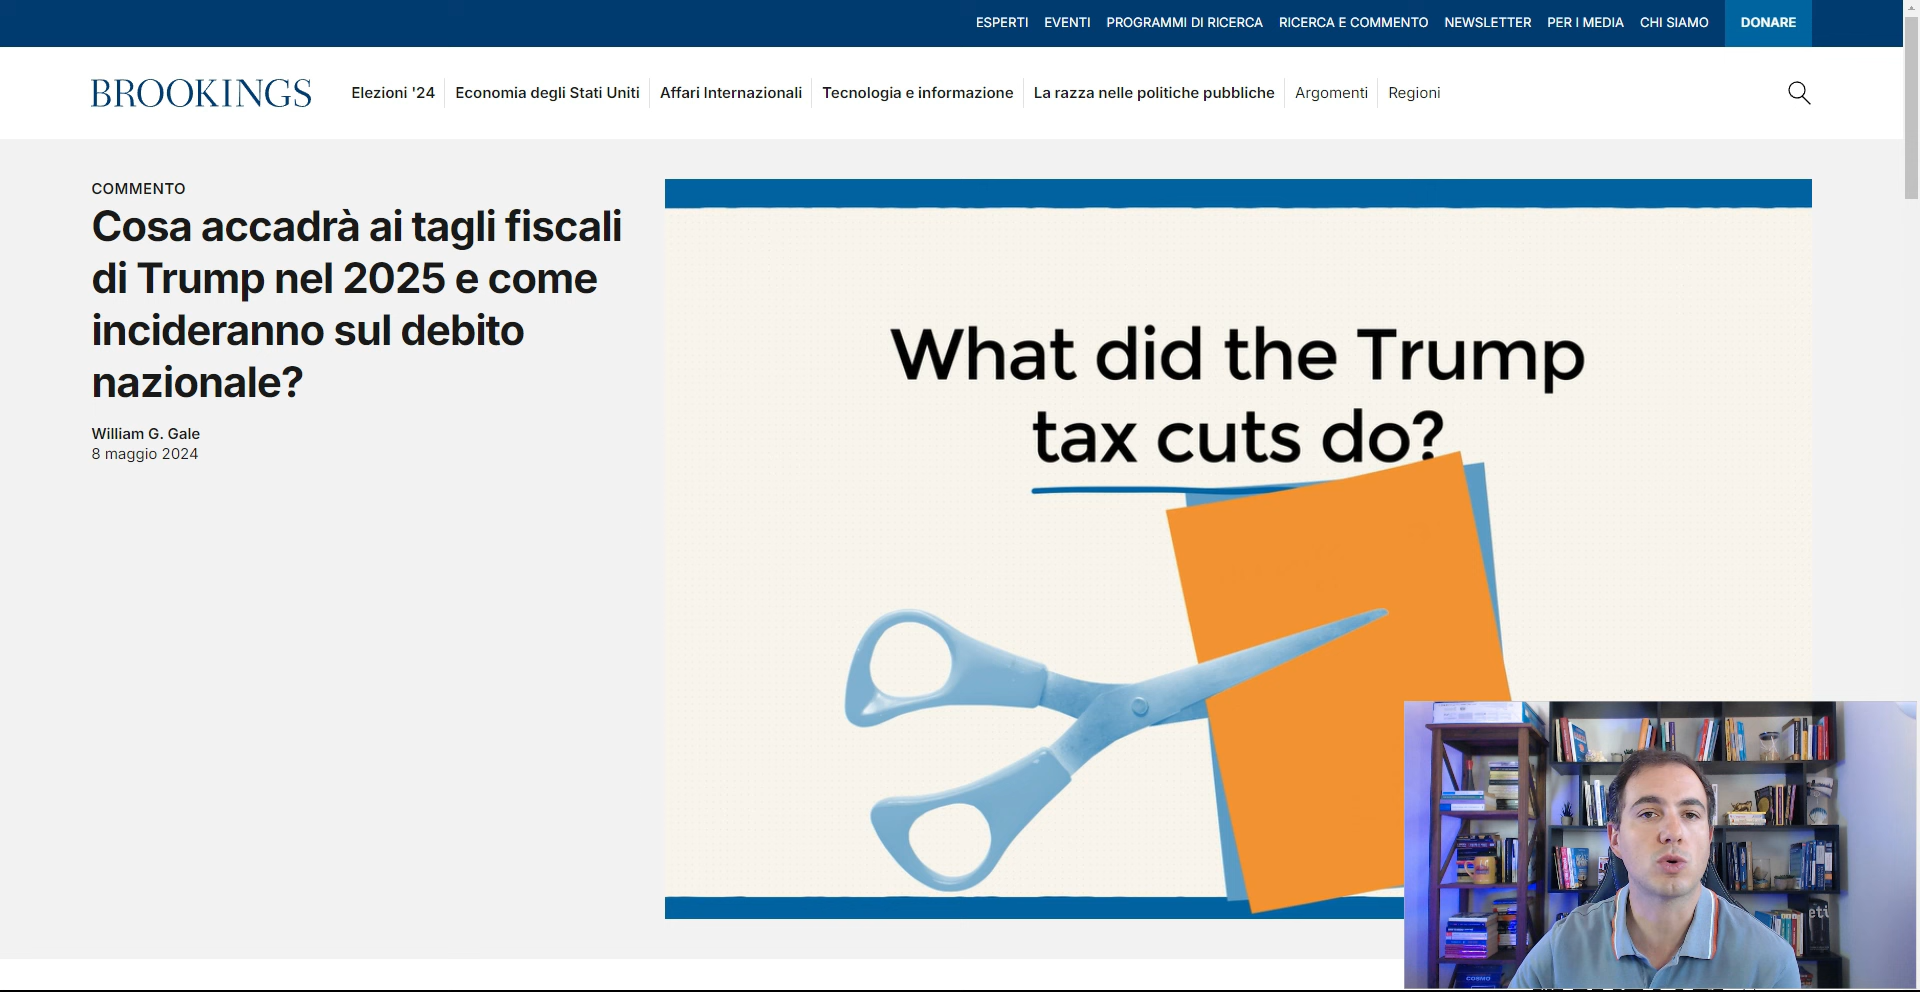 ESPERTI EVENTI PROGRAMMI DI RICERCA RICERCA E COMMENTO NEWSLETTER PER I MEDIA CHI SIAMO DONARE
BROOKINGS Elezioni '24 Economia degli Stati Uniti Affari Internazionali Tecnologia e informazione La razza nelle politiche pubbliche Argomenti Regioni
COMMENTO
Cosa accadrà ai tagli fiscali
di Trump nel 2025 e come
incideranno sul debito
nazionale?
William G. Gale
8 maggio 2024
What did the Trump
tax cuts do?
COSMO